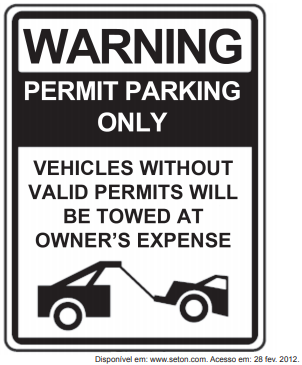 WARNING
PERMIT PARKING
ONLY
VEHICLES WITHOUT
VALID PERMITS WILL
BE TOWED AT
OWNER'S EXPENSE
Disponível em: www.seton.com. Acesso em: 28 fev. 2012.